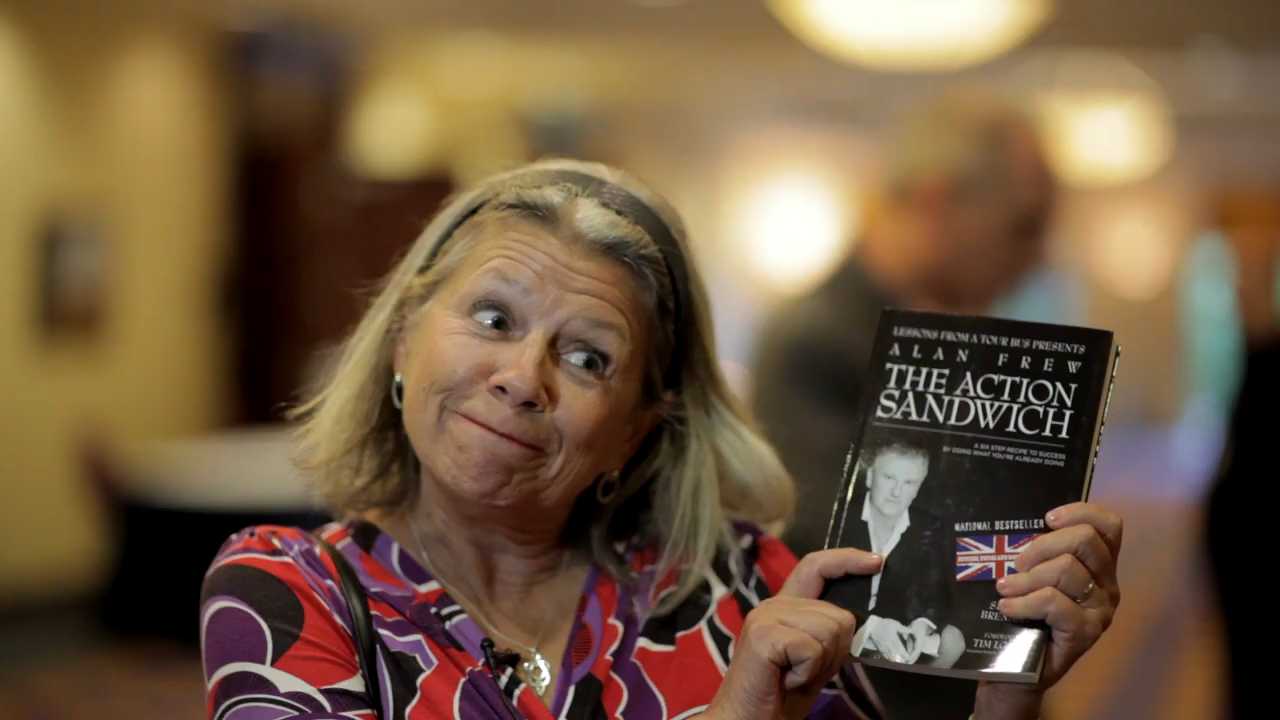 LESSONS FROM A TOUR BUS PRESENTS
ALAN FREW
THE ACTION
SANDWICH
A SIX STEP RECIPE TO SUCCESS
BY DOING WHAT YOU'RE ALREADY DOING
NATIONAL BESTSELLER
TIM